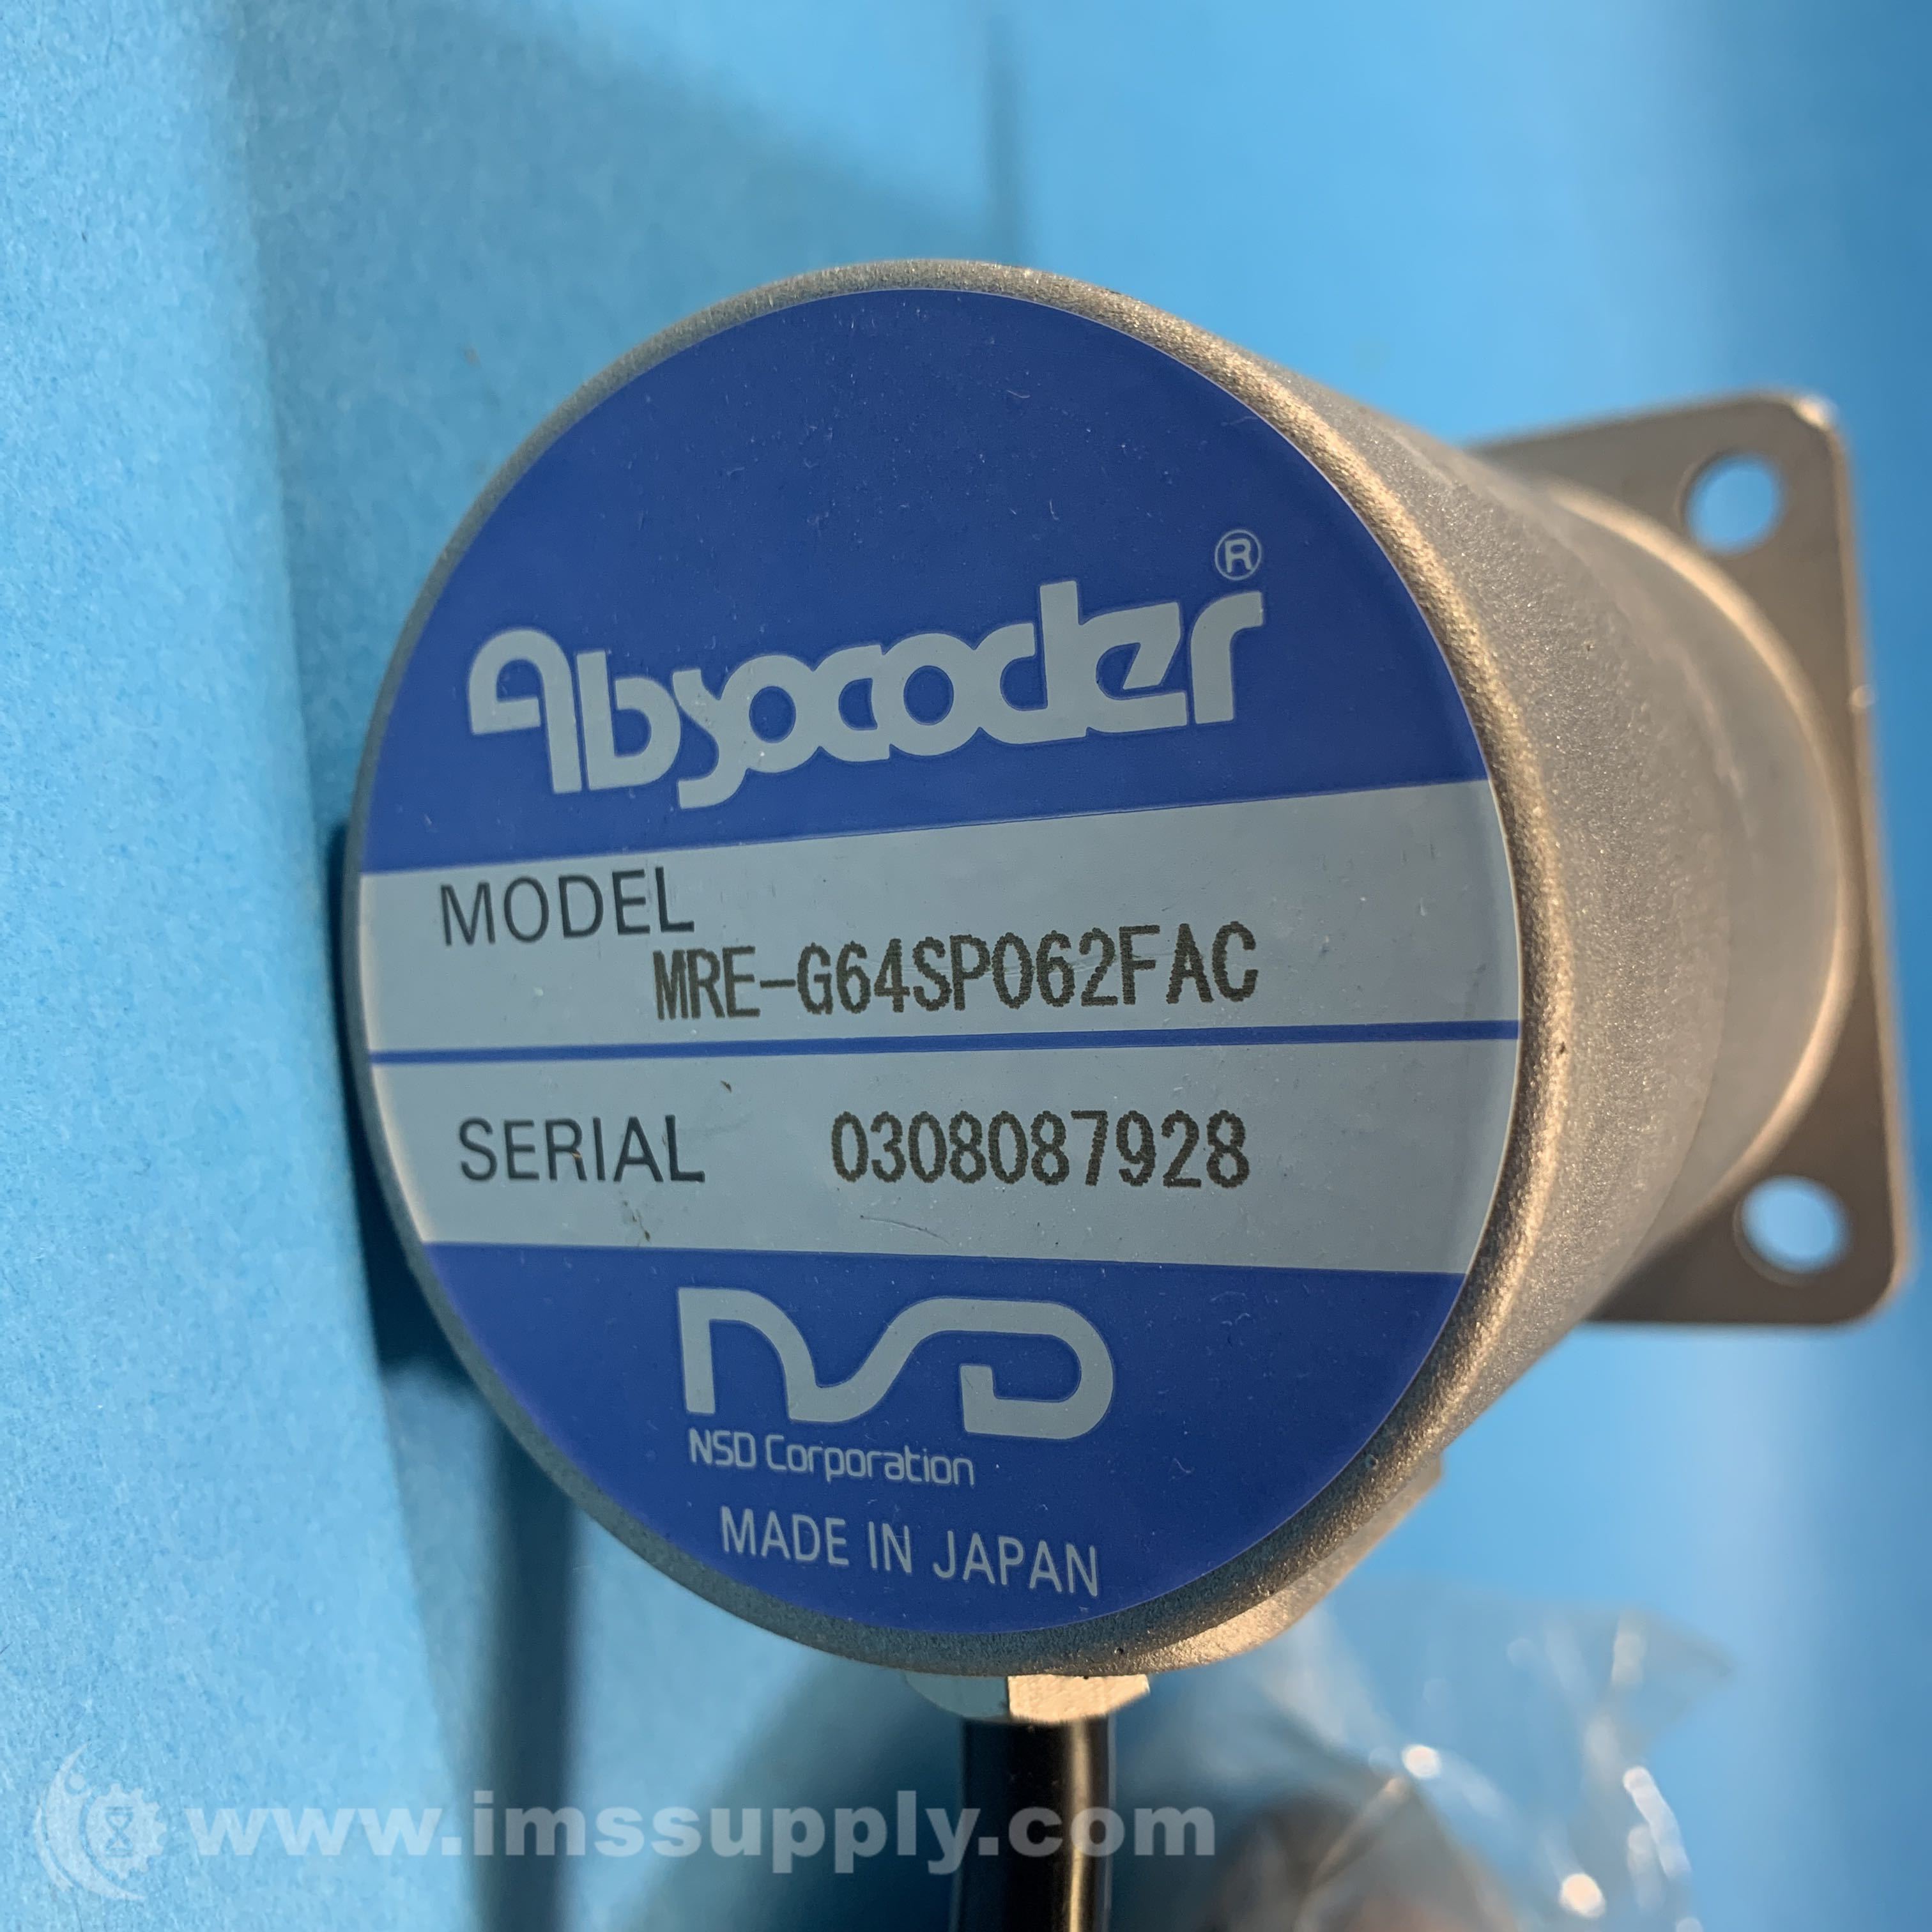 Absocoder®
MODEL
MRE-G64SP062FAC
SERIAL 0308087928
NSD
NSD Corporation
MADE IN JAPAN
www.imssupply.com